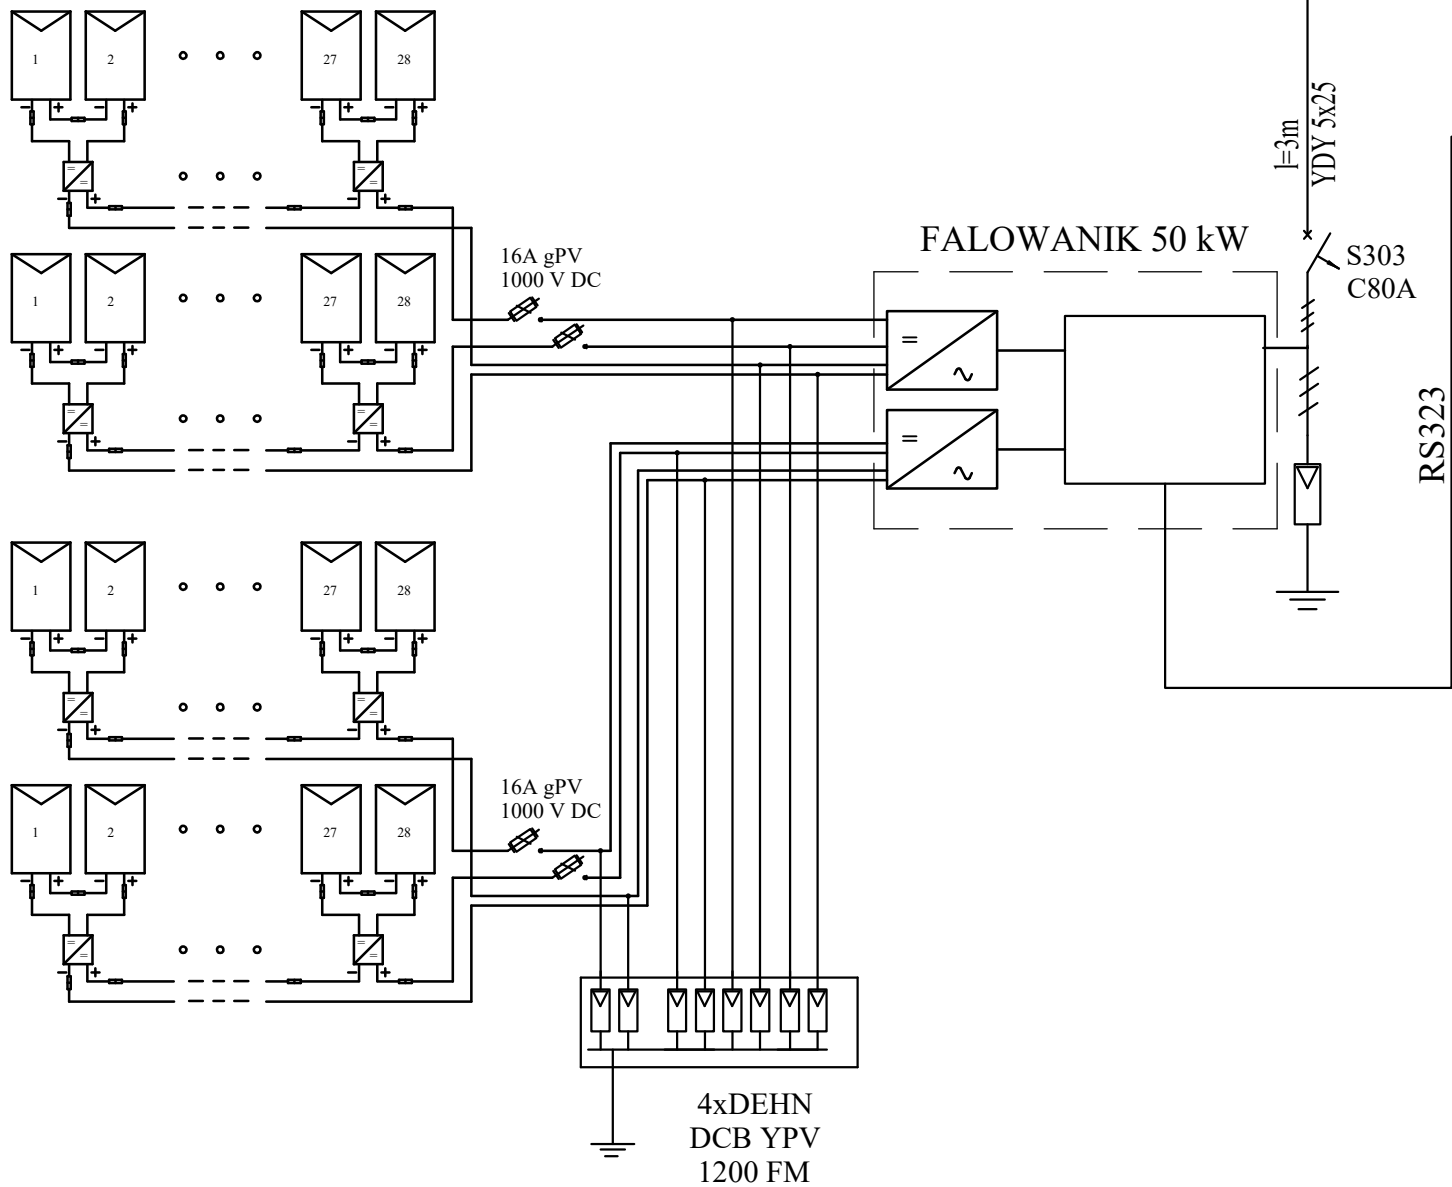 1 2 27 28
− + − + − + − +
= = = =
− + − +
l=3m
YDY 5x25
1 2 27 28
− + − + − + − +
= = = =
− + − +
16A gPV
1000 V DC
FALOWANIK 50 kW
S303
C80A
= ~
= ~
RS323
1 2 27 28
− + − + − + − +
= = = =
− + − +
1 2 27 28
− + − + − + − +
= = = =
− + − +
16A gPV
1000 V DC
4xDEHN
DCB YPV
1200 FM